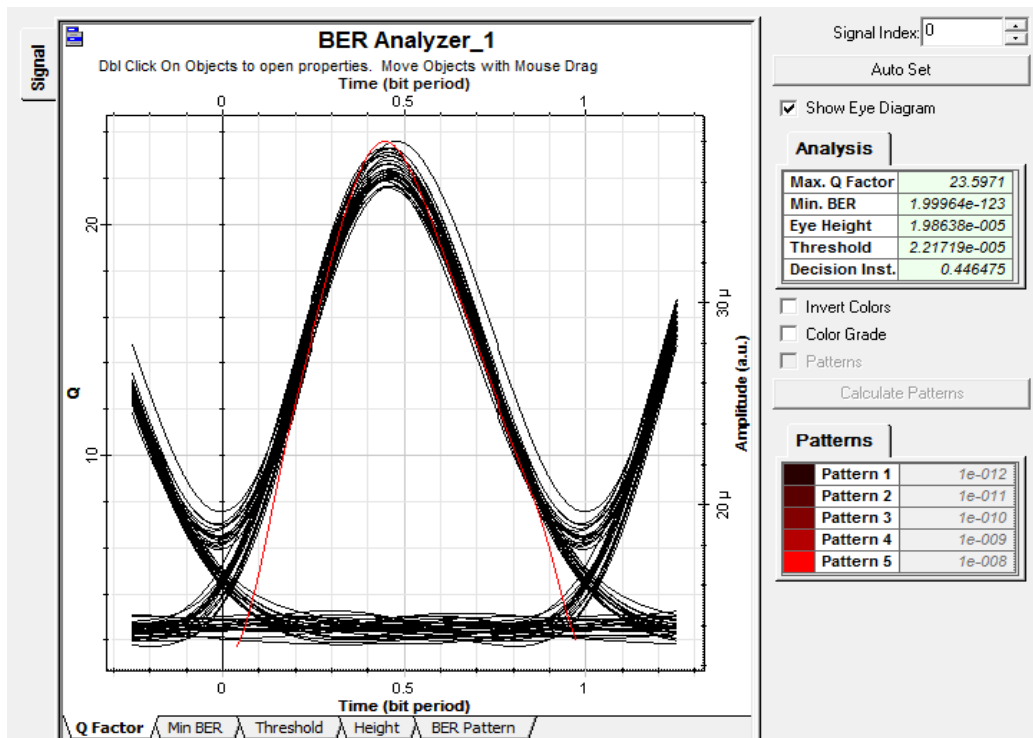 Signal
BER Analyzer_1
Dbl Click On Objects to open properties. Move Objects with Mouse Drag
Time (bit period)
0 0.5 1
20
10
Q
30 µ
20 µ
Amplitude (a.u.)
0 0.5 1
Time (bit period)
Q Factor Min BER Threshold Height BER Pattern
Signal Index: 0
Auto Set
Show Eye Diagram
Analysis
Max. Q Factor 23.5971
Min. BER 1.99964e-123
Eye Height 1.98638e-005
Threshold 2.21719e-005
Decision Inst. 0.446475
Invert Colors
Color Grade
Patterns
Calculate Patterns
Patterns
Pattern 1 1e-012
Pattern 2 1e-011
Pattern 3 1e-010
Pattern 4 1e-009
Pattern 5 1e-008